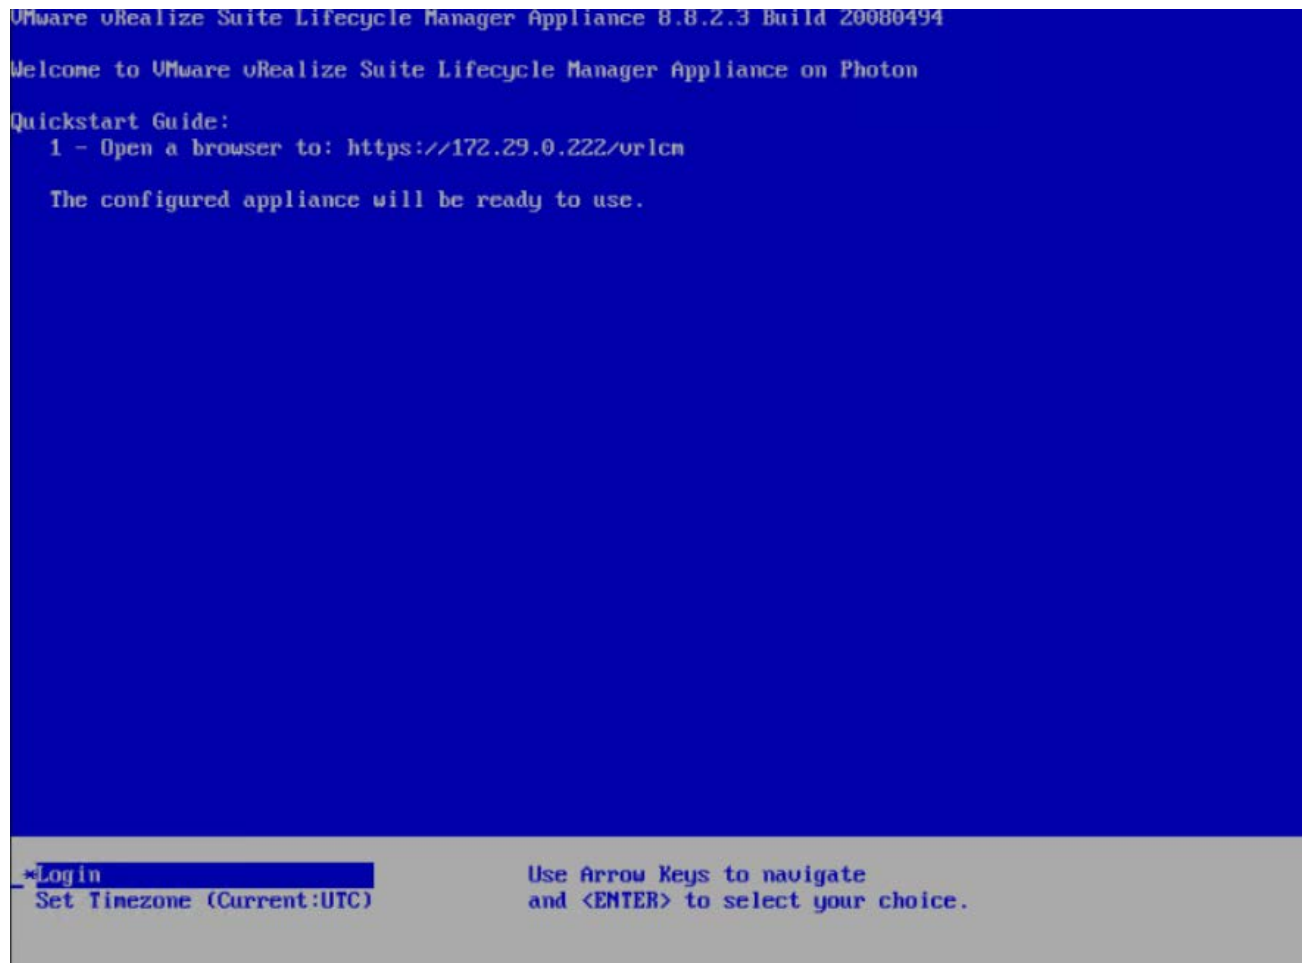 VMware vRealize Suite Lifecycle Manager Appliance 8.8.2.3 Build 20080494
Welcome to VMware vRealize Suite Lifecycle Manager Appliance on Photon
Quickstart Guide:
1 - Open a browser to: https://172.29.0.222/vrlcm
The configured appliance will be ready to use.
*Login
Set Timezone (Current:UTC)
Use Arrow Keys to navigate
and <ENTER> to select your choice.